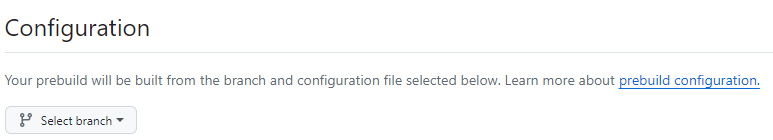 Configuration
Your prebuild will be built from the branch and configuration file selected below. Learn more about prebuild configuration.
Select branch